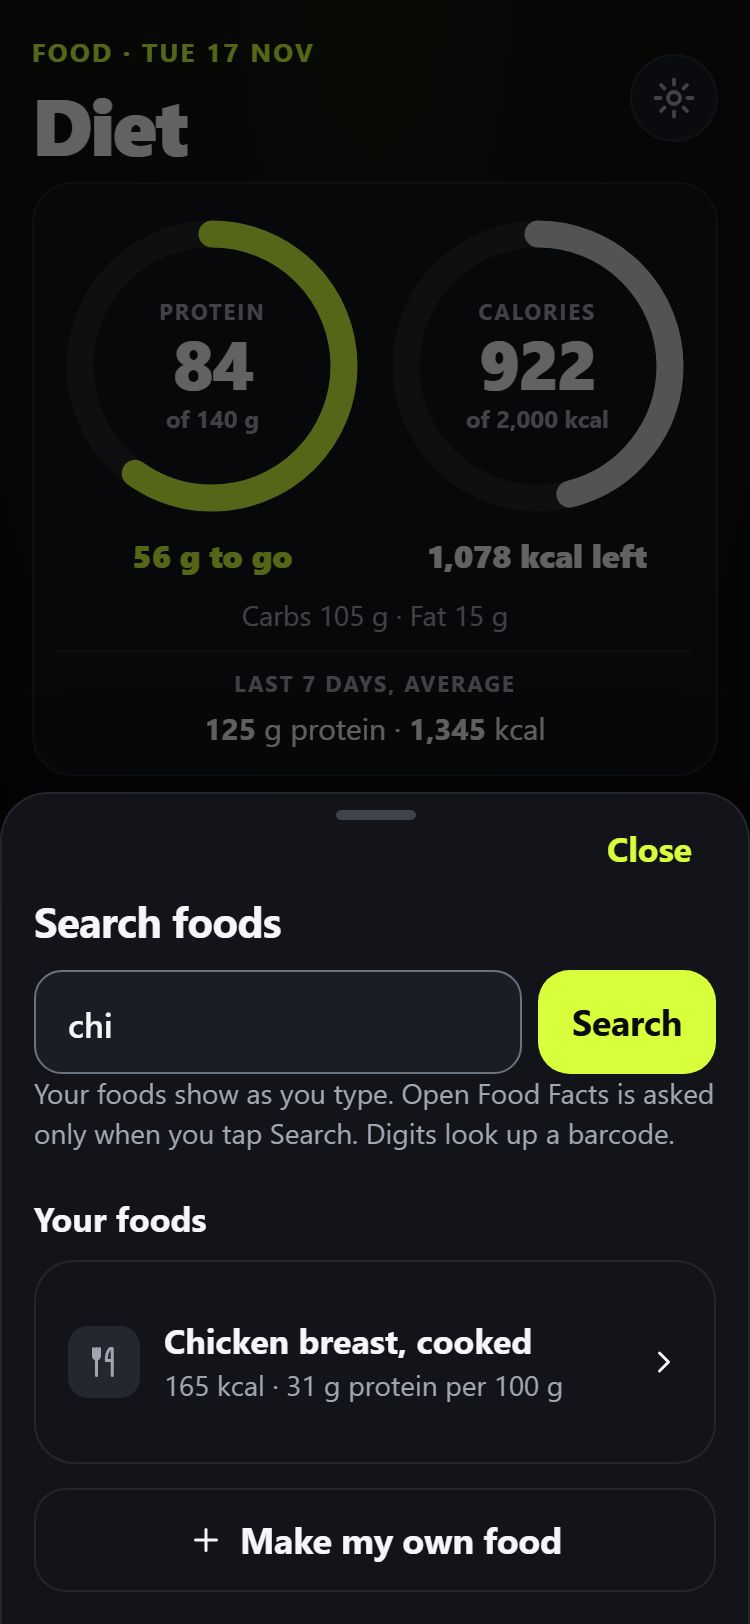 FOOD · TUE 17 NOV
Diet
PROTEIN
84
of 140 g
56 g to go
CALORIES
922
of 2,000 kcal
1,078 kcal left
Carbs 105 g · Fat 15 g
LAST 7 DAYS, AVERAGE
125 g protein · 1,345 kcal
Close
Search foods
chi
Search
Your foods show as you type. Open Food Facts is asked
only when you tap Search. Digits look up a barcode.
Your foods
Chicken breast, cooked
165 kcal · 31 g protein per 100 g
Make my own food